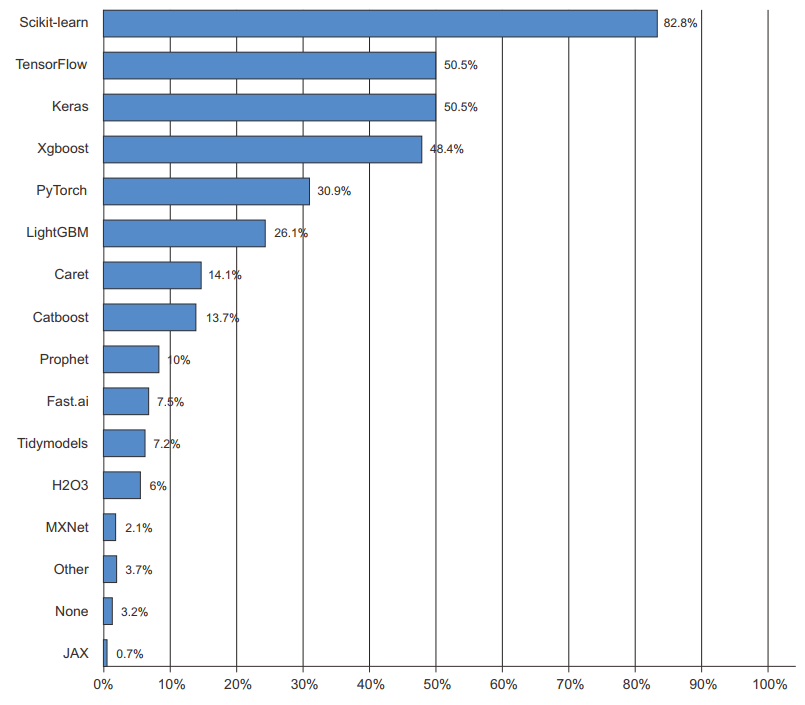 Scikit-learn 82.8%
TensorFlow 50.5%
Keras 50.5%
Xgboost 48.4%
PyTorch 30.9%
LightGBM 26.1%
Caret 14.1%
Catboost 13.7%
Prophet 10%
Fast.ai 7.5%
Tidymodels 7.2%
H2O3 6%
MXNet 2.1%
Other 3.7%
None 3.2%
JAX 0.7%
0% 10% 20% 30% 40% 50% 60% 70% 80% 90% 100%